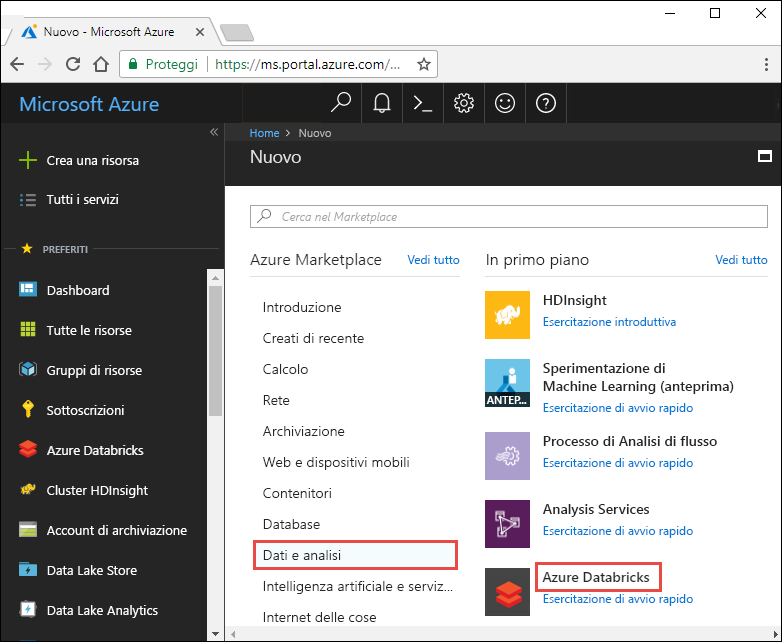 Nuovo - Microsoft Azure
Proteggi
https://ms.portal.azure.com/...
Microsoft Azure
Crea una risorsa
Tutti i servizi
PREFERITI
Dashboard
Tutte le risorse
Gruppi di risorse
Sottoscrizioni
Azure Databricks
Cluster HDInsight
Account di archiviazione
Data Lake Store
Data Lake Analytics
Home > Nuovo
Nuovo
Cerca nel Marketplace
Azure Marketplace
Vedi tutto
Introduzione
Creati di recente
Calcolo
Rete
Archiviazione
Web e dispositivi mobili
Contenitori
Database
Dati e analisi
Intelligenza artificiale e serviz...
Internet delle cose
In primo piano
Vedi tutto
HDInsight
Esercitazione introduttiva
ANTEP...
Sperimentazione di
Machine Learning (anteprima)
Esercitazione di avvio rapido
Processo di Analisi di flusso
Esercitazione di avvio rapido
Analysis Services
Esercitazione di avvio rapido
Azure Databricks
Esercitazione di avvio rapido